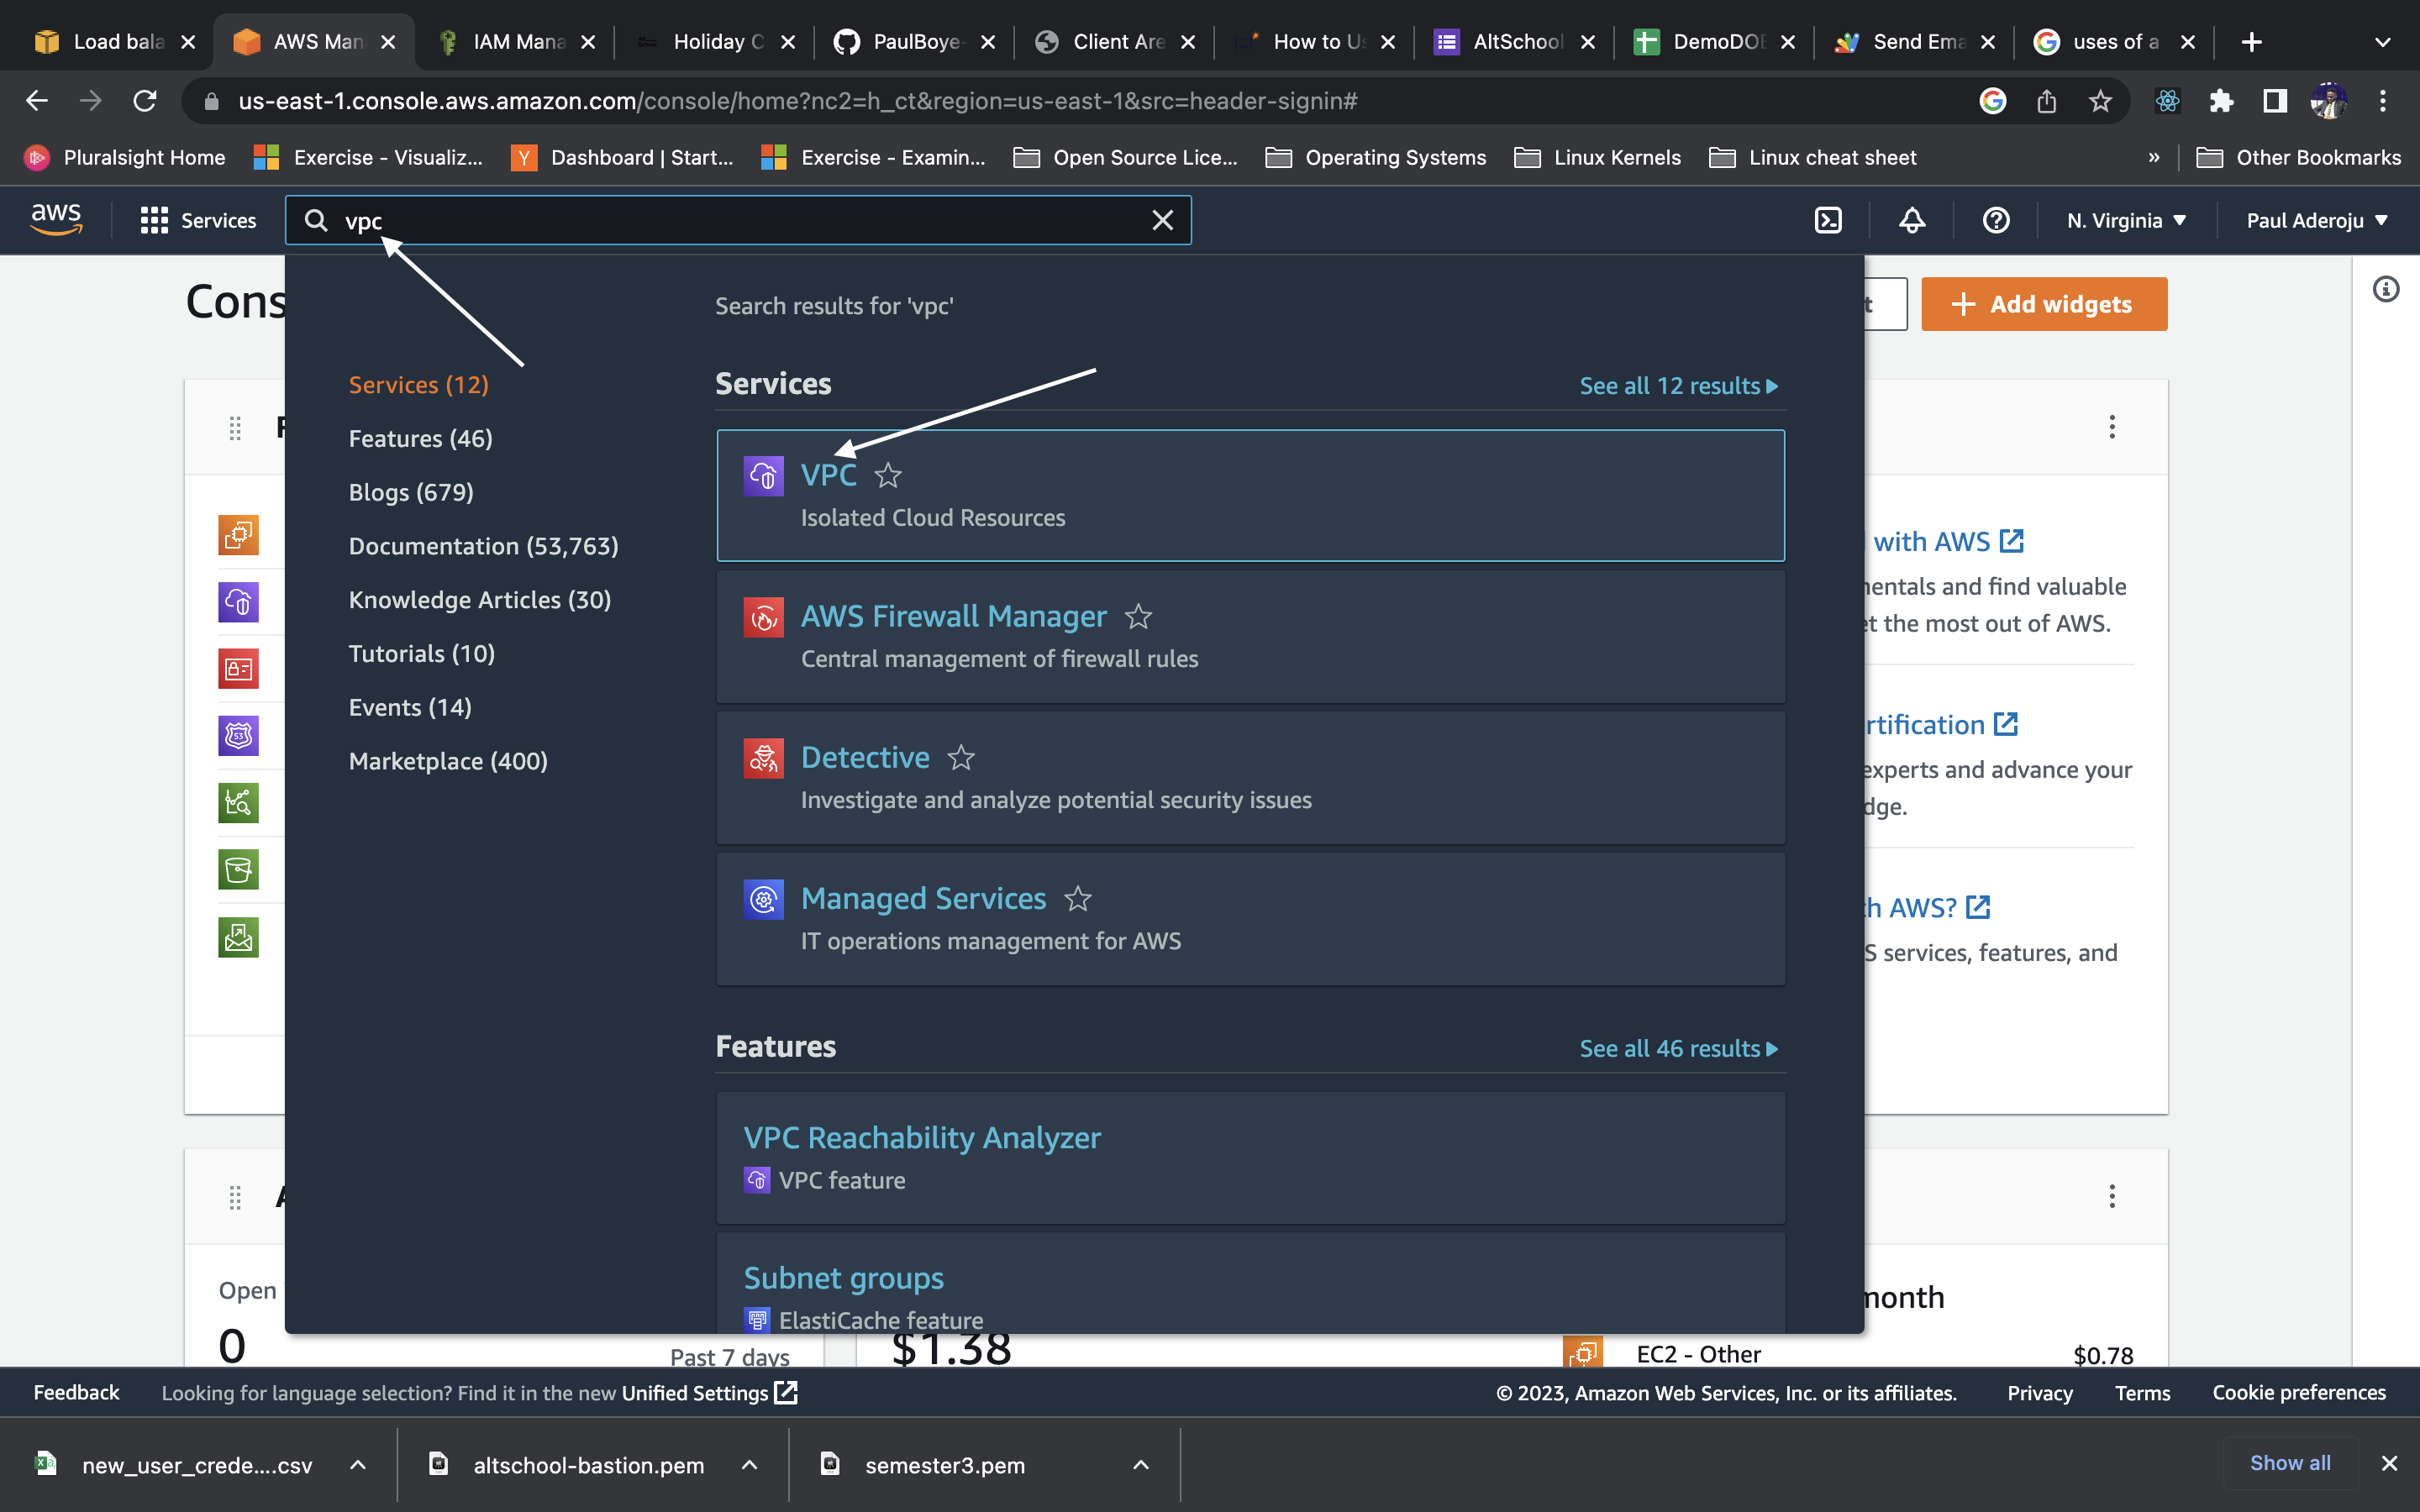 Load bala
AWS Man
IAM Mana
Holiday C
PaulBoye-
Client Are
How to Us
AltSchool
DemoDOB
Send Ema
uses of a
us-east-1.console.aws.amazon.com/console/home?nc2=h_ct&region=us-east-1&src=header-signin#
Pluralsight Home
Exercise - Visualiz...
Dashboard | Start...
Exercise - Examin...
Open Source Lice...
Operating Systems
Linux Kernels
Linux cheat sheet
»
Other Bookmarks
aws
Services
vpc
N. Virginia
Paul Aderoju
Cons
Add widgets
Search results for 'vpc'
Services (12)
Features (46)
Blogs (679)
Documentation (53,763)
Knowledge Articles (30)
Tutorials (10)
Events (14)
Marketplace (400)
Services
See all 12 results
VPC
Isolated Cloud Resources
AWS Firewall Manager
Central management of firewall rules
Detective
Investigate and analyze potential security issues
Managed Services
IT operations management for AWS
Features
See all 46 results
VPC Reachability Analyzer
VPC feature
Subnet groups
ElastiCache feature
with AWS
entals and find valuable
et the most out of AWS.
rtification
experts and advance your
dge.
h AWS?
S services, features, and
Open
0
Past 7 days
$1.38
month
EC2 - Other
$0.78
Feedback
Looking for language selection? Find it in the new Unified Settings
© 2023, Amazon Web Services, Inc. or its affiliates.
Privacy
Terms
Cookie preferences
new_user_crede....csv
altschool-bastion.pem
semester3.pem
Show all